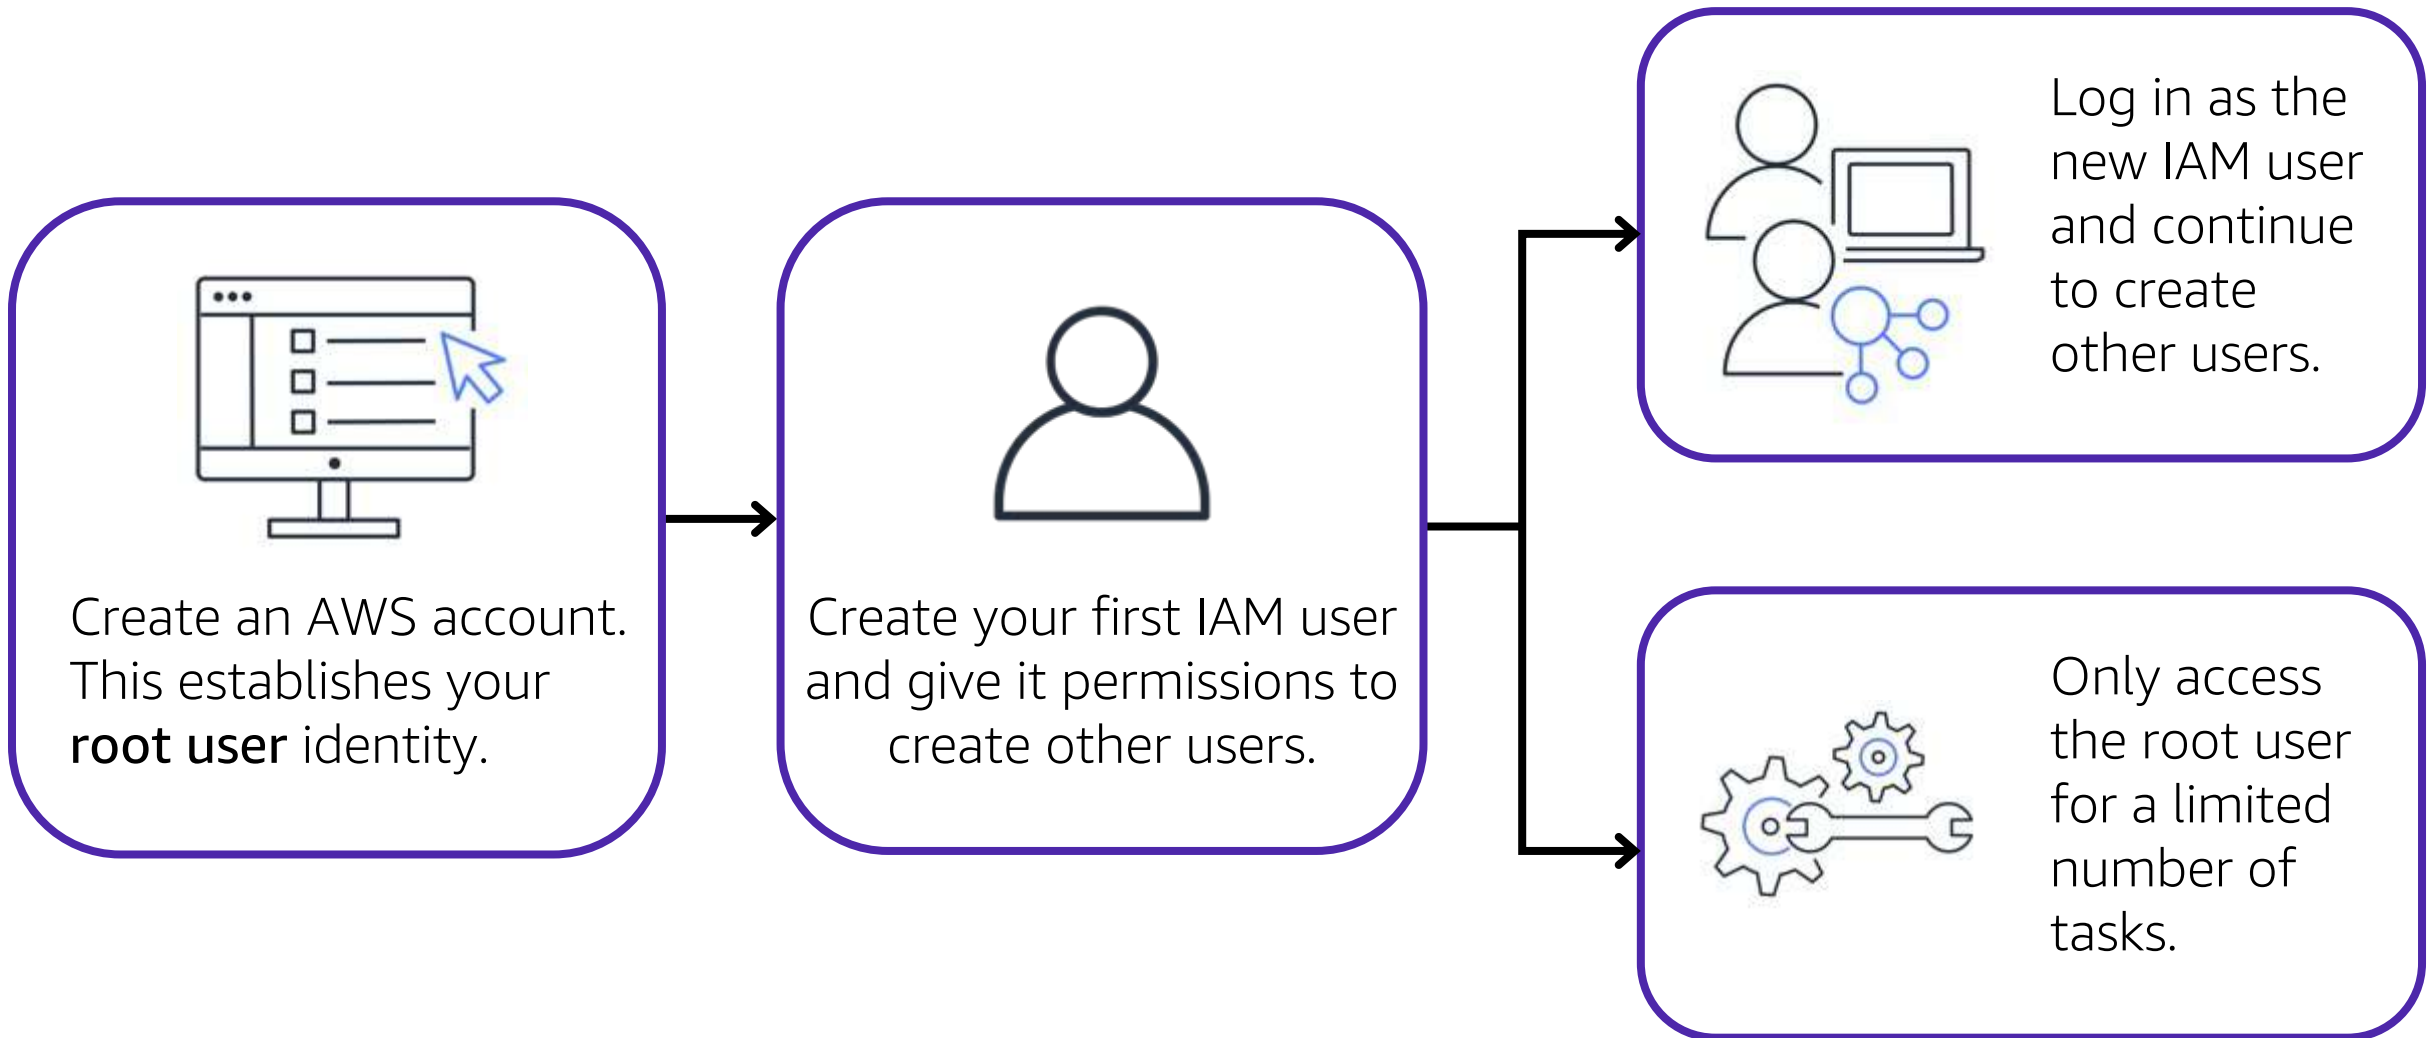 Create an AWS account.
This establishes your
root user identity.
Create your first IAM user
and give it permissions to
create other users.
Log in as the
new IAM user
and continue
to create
other users.
Only access
the root user
for a limited
number of
tasks.